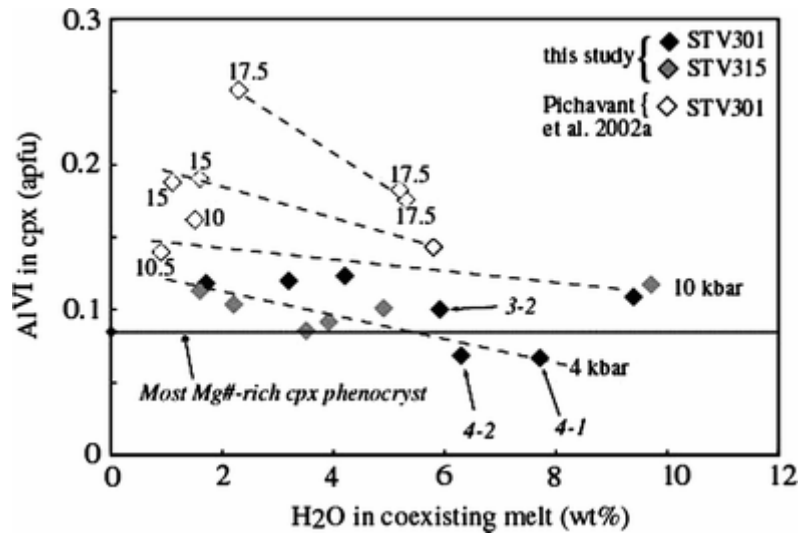 0.3
0.2
0.1
0
Al VI in cpx (apfu)
0 2 4 6 8 10 12
H2O in coexisting melt (wt%)
this study { STV301
STV315
Pichavant { STV301
et al. 2002a
17.5
15
15
10
10.5
17.5
17.5
10 kbar
3-2
4 kbar
Most Mg#-rich cpx phenocryst
4-2
4-1